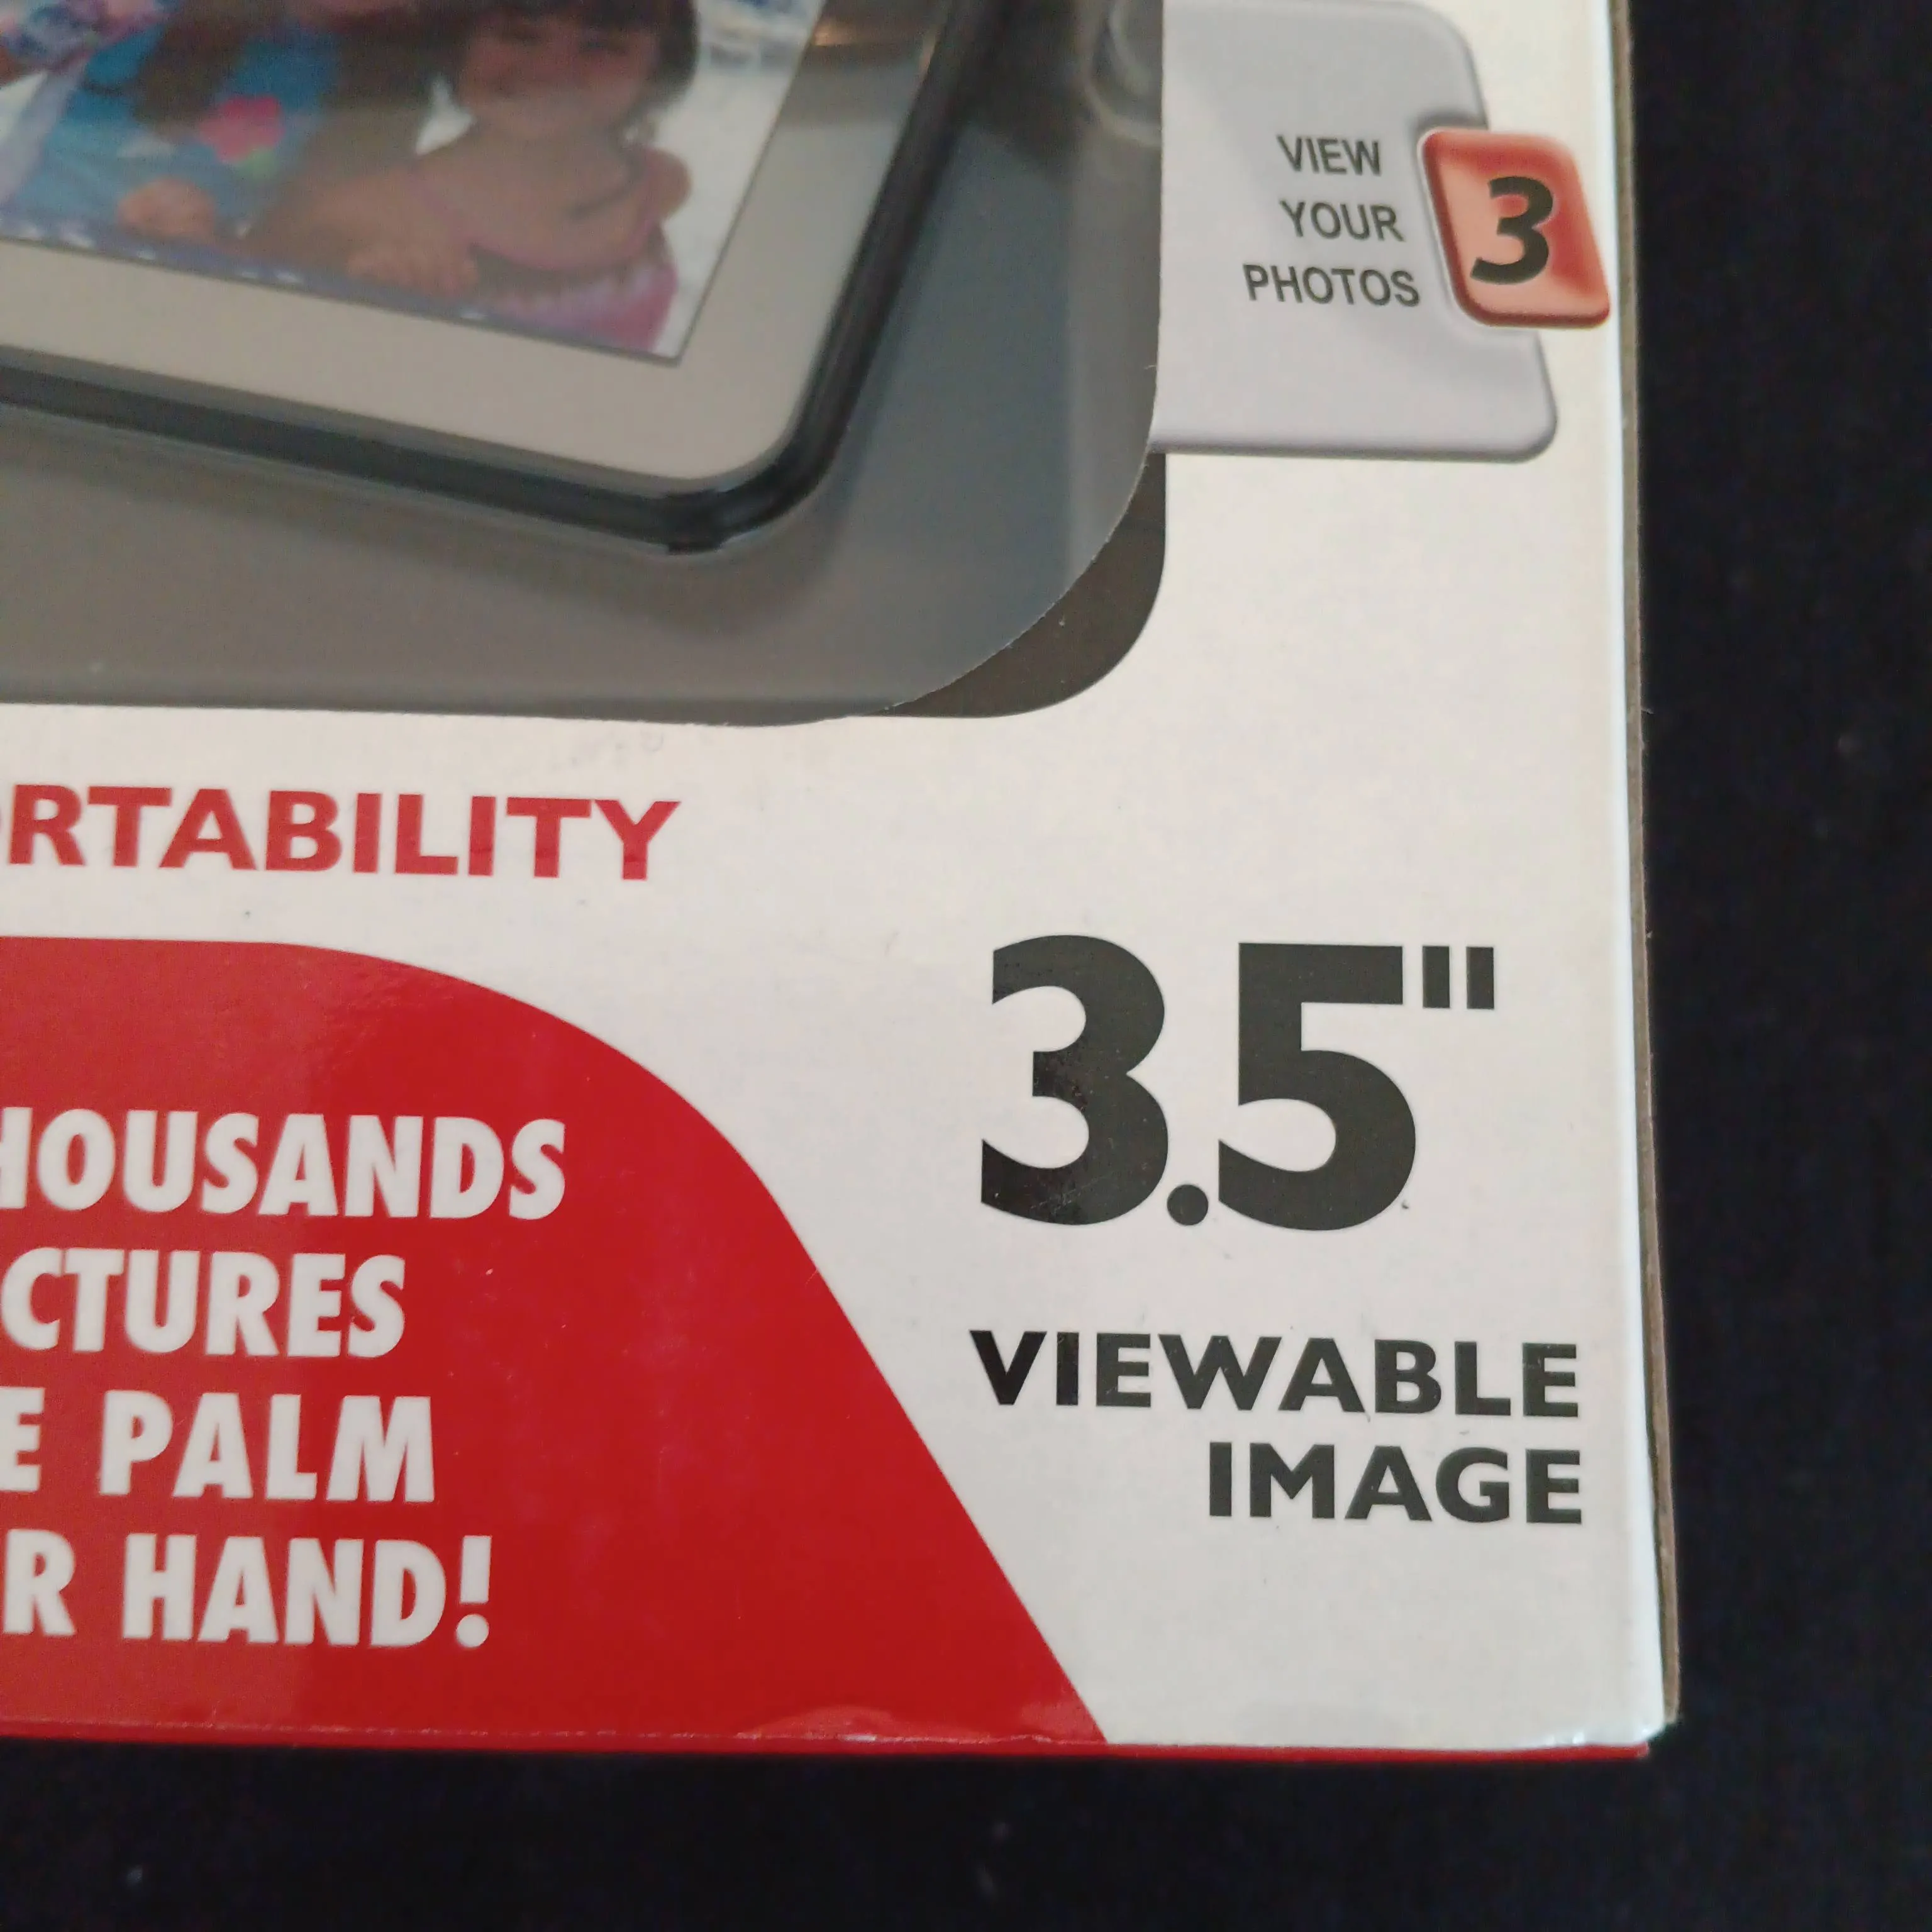 VIEW
YOUR
PHOTOS
3
RTABILITY
3.5"
VIEWABLE
IMAGE
HOUSANDS
CTURES
E PALM
R HAND!